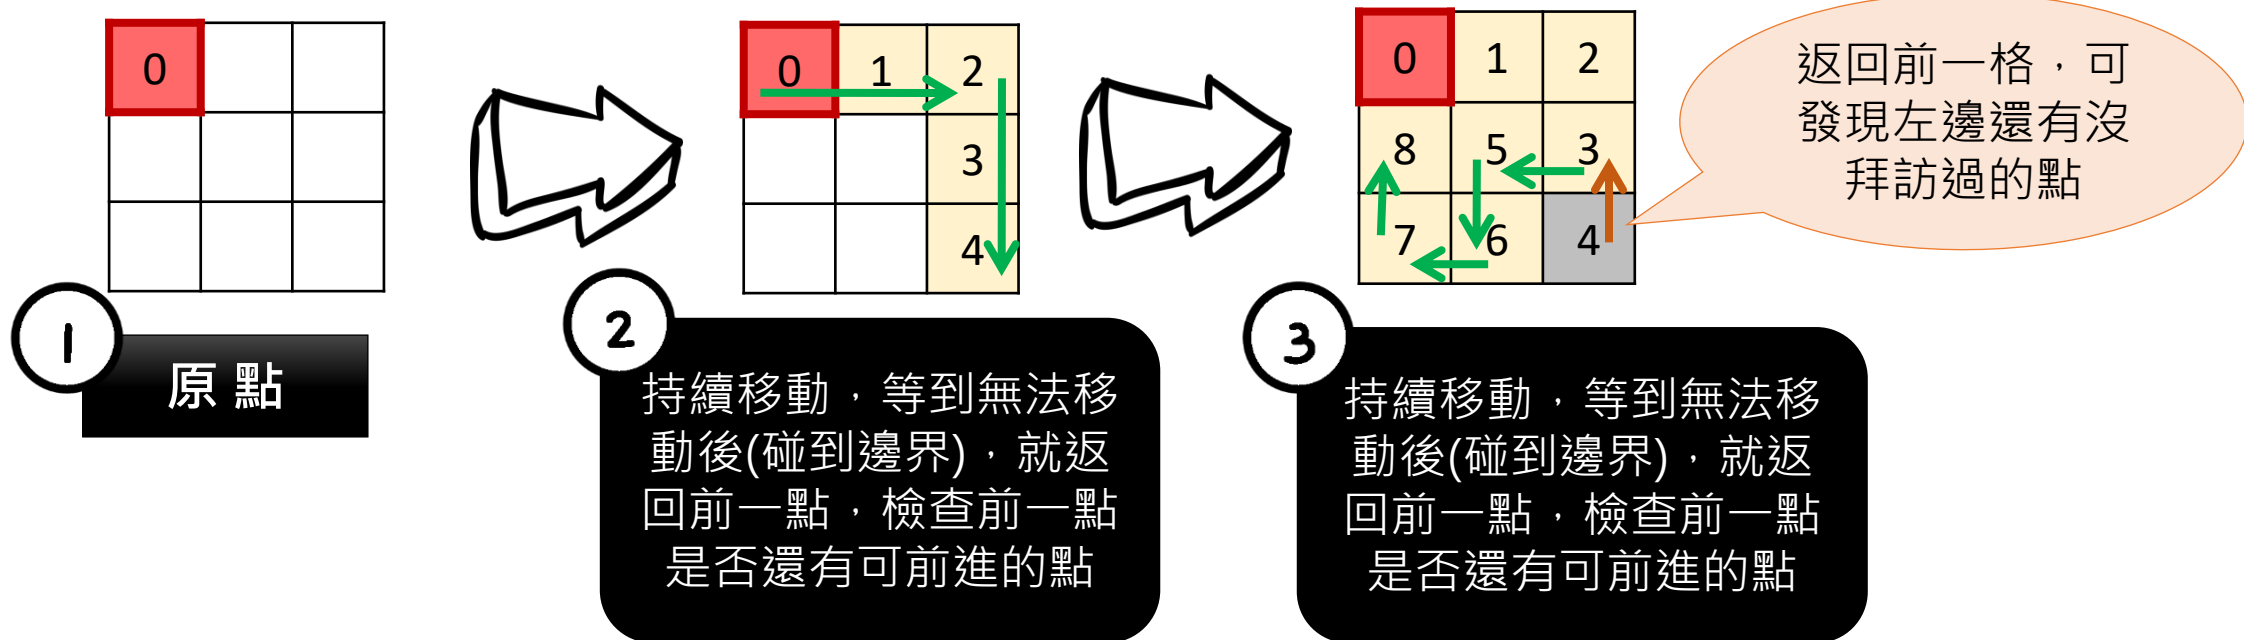 0
1
原點
0 1 2
3
4
2
持續移動，等到無法移
動後(碰到邊界)，就返
回前一點，檢查前一點
是否還有可前進的點
0 1 2
8 5 3
7 6 4
返回前一格，可
發現左邊還有沒
拜訪過的點
3
持續移動，等到無法移
動後(碰到邊界)，就返
回前一點，檢查前一點
是否還有可前進的點